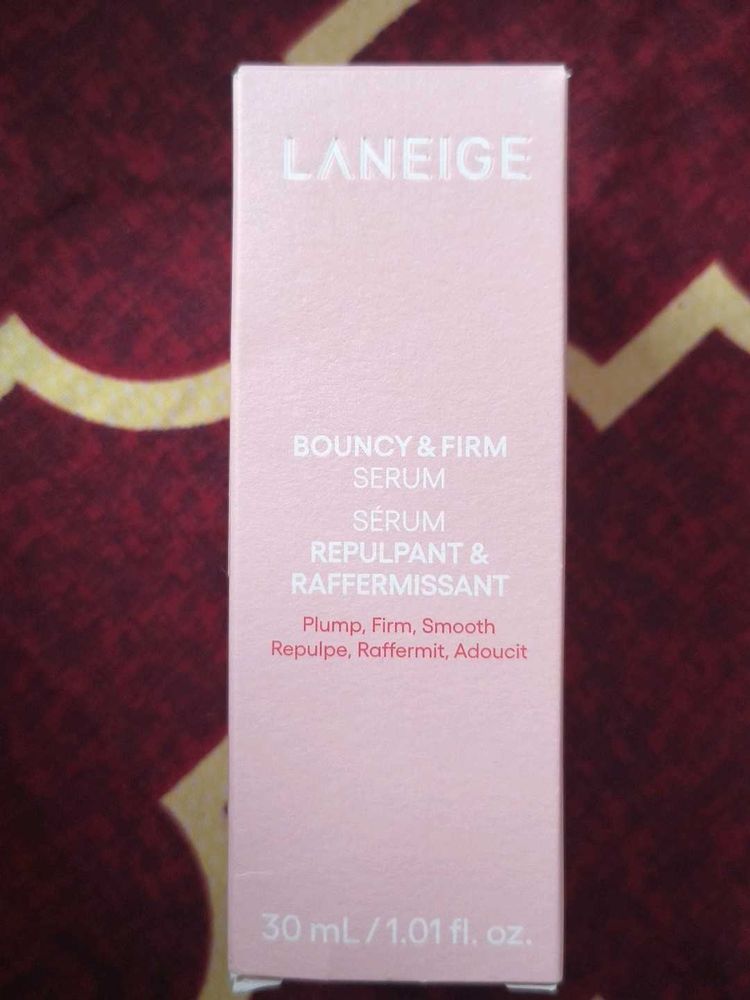 LANEIGE
BOUNCY & FIRM
SERUM
SÉRUM
REPULPANT &
RAFFERMISSANT
Plump, Firm, Smooth
Repulpe, Raffermit, Adoucit
30 mL / 1.01 fl. oz.